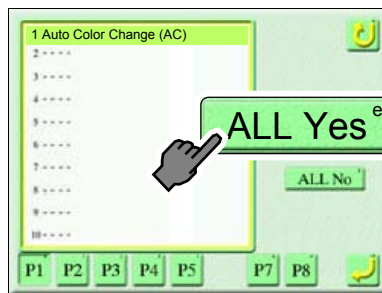 1 Auto Color Change (AC)
2 - - - -
3 - - - -
4 - - - -
5 - - - -
6 - - - -
7 - - - -
8 - - - -
9 - - - -
10 - - - -
ALL Yes
ALL No
P1 P2 P3 P4 P5 P7 P8